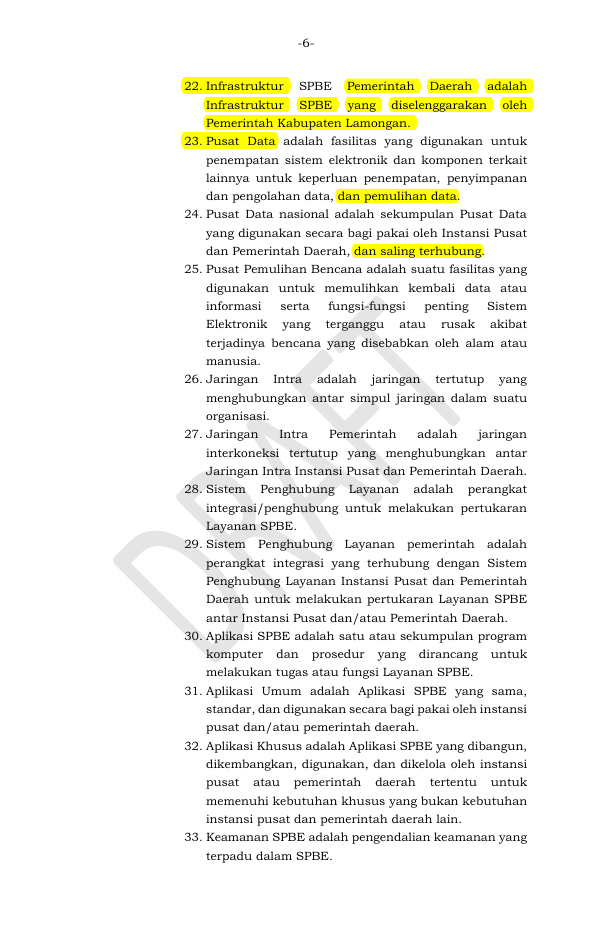 -6-
22. Infrastruktur SPBE Pemerintah Daerah adalah
Infrastruktur SPBE yang diselenggarakan oleh
Pemerintah Kabupaten Lamongan.
23. Pusat Data adalah fasilitas yang digunakan untuk
penempatan sistem elektronik dan komponen terkait
lainnya untuk keperluan penempatan, penyimpanan
dan pengolahan data, dan pemulihan data.
24. Pusat Data nasional adalah sekumpulan Pusat Data
yang digunakan secara bagi pakai oleh Instansi Pusat
dan Pemerintah Daerah, dan saling terhubung.
25. Pusat Pemulihan Bencana adalah suatu fasilitas yang
digunakan untuk memulihkan kembali data atau
informasi serta fungsi-fungsi penting Sistem
Elektronik yang terganggu atau rusak akibat
terjadinya bencana yang disebabkan oleh alam atau
manusia.
26. Jaringan Intra adalah jaringan tertutup yang
menghubungkan antar simpul jaringan dalam suatu
organisasi.
27. Jaringan Intra Pemerintah adalah jaringan
interkoneksi tertutup yang menghubungkan antar
Jaringan Intra Instansi Pusat dan Pemerintah Daerah.
28. Sistem Penghubung Layanan adalah perangkat
integrasi/penghubung untuk melakukan pertukaran
Layanan SPBE.
29. Sistem Penghubung Layanan pemerintah adalah
perangkat integrasi yang terhubung dengan Sistem
Penghubung Layanan Instansi Pusat dan Pemerintah
Daerah untuk melakukan pertukaran Layanan SPBE
antar Instansi Pusat dan/atau Pemerintah Daerah.
30. Aplikasi SPBE adalah satu atau sekumpulan program
komputer dan prosedur yang dirancang untuk
melakukan tugas atau fungsi Layanan SPBE.
31. Aplikasi Umum adalah Aplikasi SPBE yang sama,
standar, dan digunakan secara bagi pakai oleh instansi
pusat dan/atau pemerintah daerah.
32. Aplikasi Khusus adalah Aplikasi SPBE yang dibangun,
dikembangkan, digunakan, dan dikelola oleh instansi
pusat atau pemerintah daerah tertentu untuk
memenuhi kebutuhan khusus yang bukan kebutuhan
instansi pusat dan pemerintah daerah lain.
33. Keamanan SPBE adalah pengendalian keamanan yang
terpadu dalam SPBE.
DRAFT